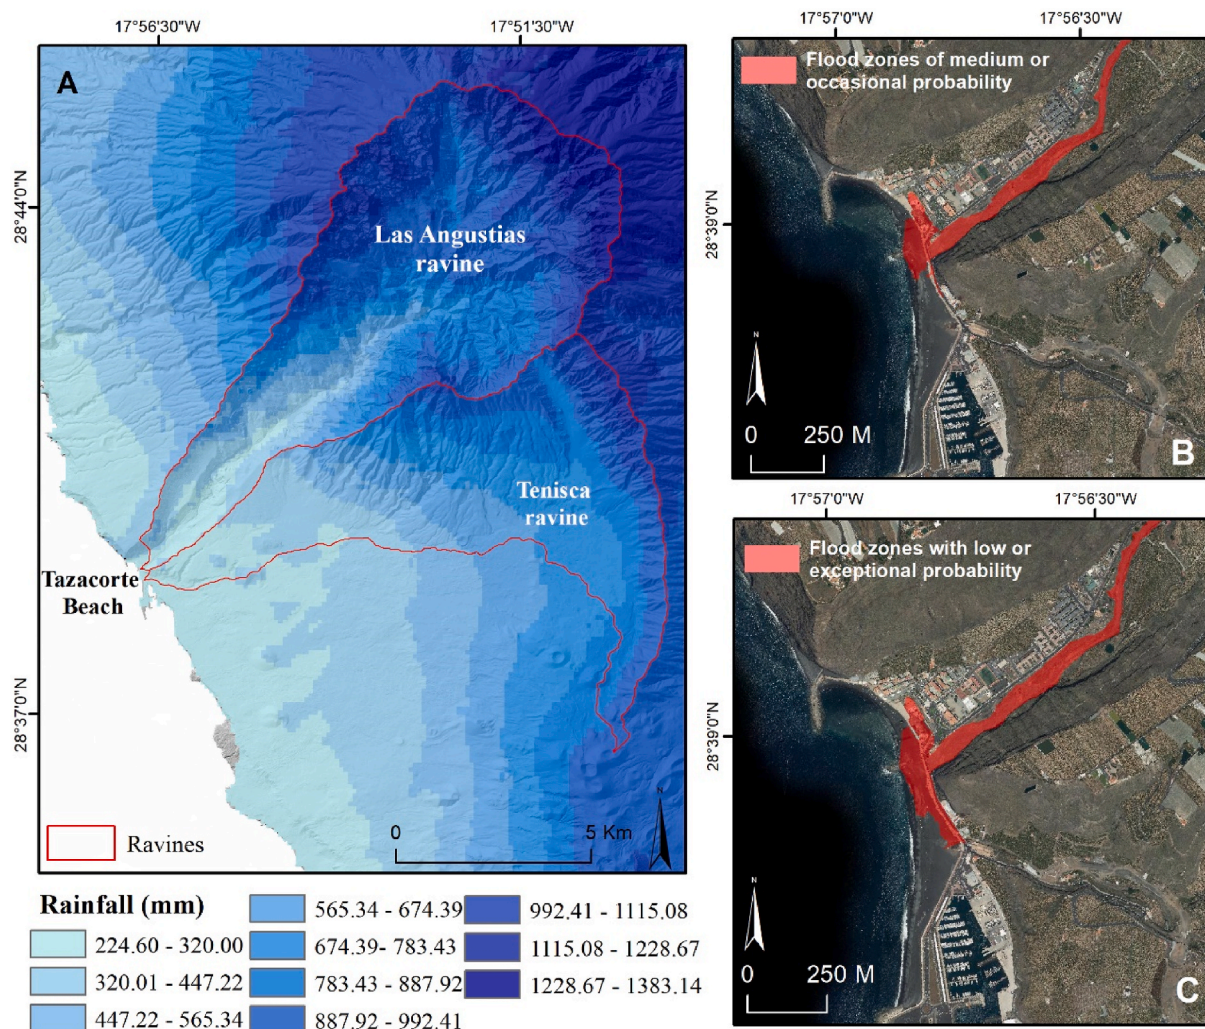 17°56'30"W
17°51'30"W
A
28°44'0"N
28°37'0"N
Las Angustias
ravine
Tenisca
ravine
Tazacorte
Beach
N
0 5 Km
Ravines
Rainfall (mm)
224.60 - 320.00
320.01 - 447.22
447.22 - 565.34
565.34 - 674.39
674.39- 783.43
783.43 - 887.92
887.92 - 992.41
992.41 - 1115.08
1115.08 - 1228.67
1228.67 - 1383.14
17°57'0"W
17°56'30"W
Flood zones of medium or
occasional probability
28°39'0"N
N
0 250 M
B
17°57'0"W
17°56'30"W
Flood zones with low or
exceptional probability
28°39'0"N
N
0 250 M
C